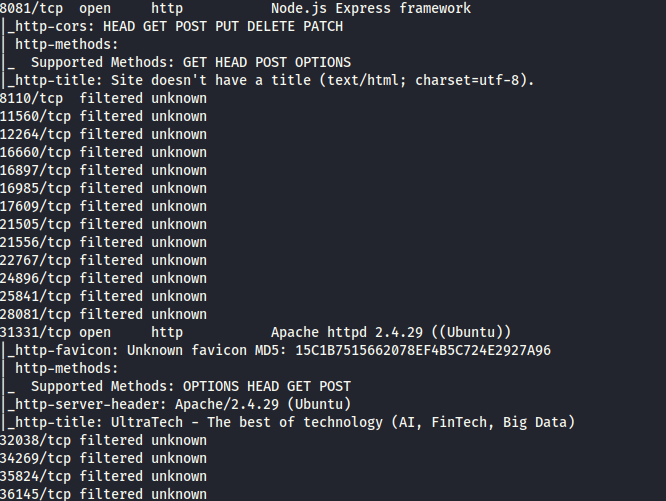 8081/tcp open http Node.js Express framework
|_http-cors: HEAD GET POST PUT DELETE PATCH
| http-methods:
|_ Supported Methods: GET HEAD POST OPTIONS
|_http-title: Site doesn't have a title (text/html; charset=utf-8).
8110/tcp filtered unknown
11560/tcp filtered unknown
12264/tcp filtered unknown
16660/tcp filtered unknown
16897/tcp filtered unknown
16985/tcp filtered unknown
17609/tcp filtered unknown
21505/tcp filtered unknown
21556/tcp filtered unknown
22767/tcp filtered unknown
24896/tcp filtered unknown
25841/tcp filtered unknown
28081/tcp filtered unknown
31331/tcp open http Apache httpd 2.4.29 ((Ubuntu))
|_http-favicon: Unknown favicon MD5: 15C1B7515662078EF4B5C724E2927A96
| http-methods:
|_ Supported Methods: OPTIONS HEAD GET POST
|_http-server-header: Apache/2.4.29 (Ubuntu)
|_http-title: UltraTech - The best of technology (AI, FinTech, Big Data)
32038/tcp filtered unknown
34269/tcp filtered unknown
35824/tcp filtered unknown
36145/tcp filtered unknown